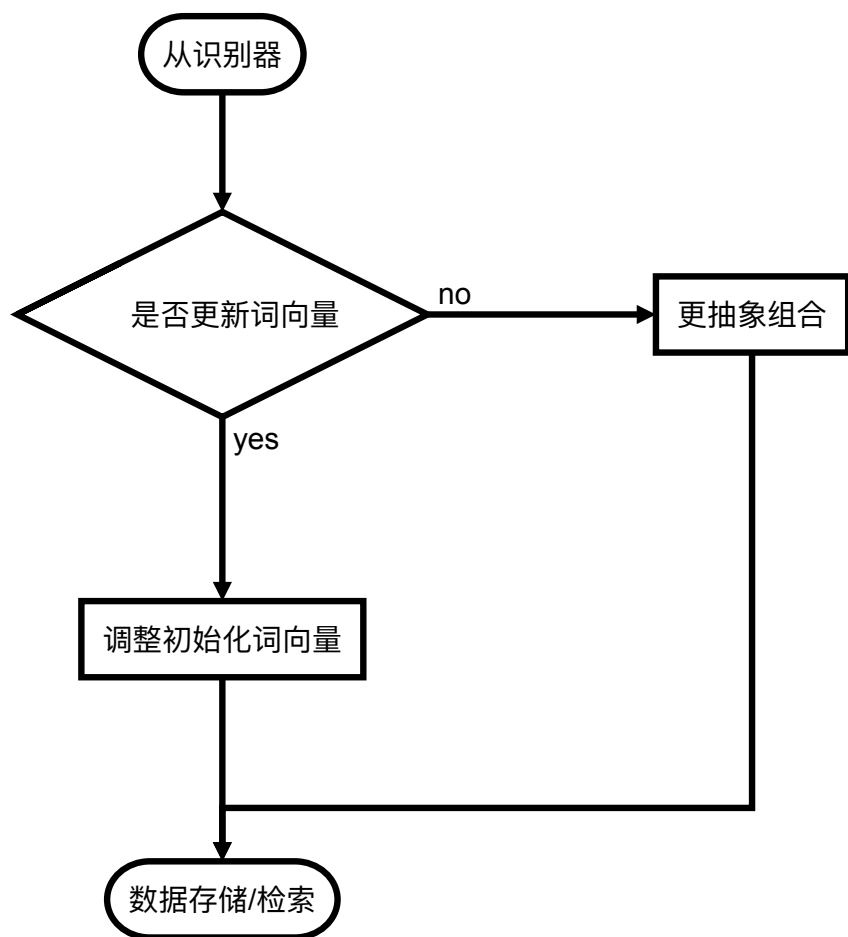 从识别器
是否更新词向量
no
更抽象组合
yes
调整初始化词向量
数据存储/检索